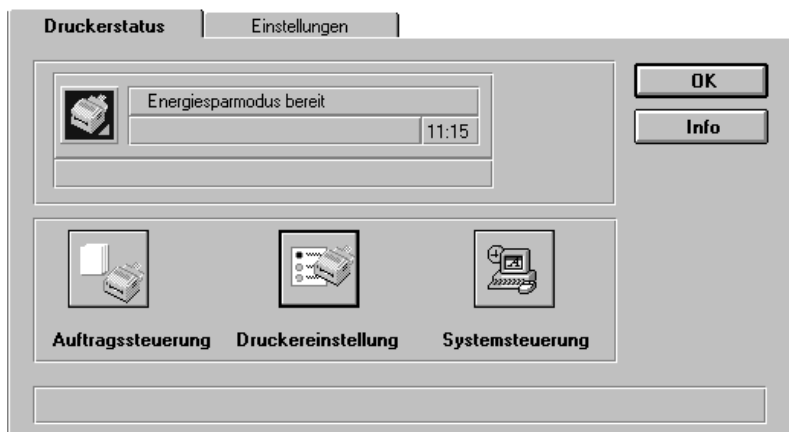 Druckerstatus Einstellungen
Energiesparmodus bereit
11:15
OK
Info
Auftragssteuerung Druckereinstellung Systemsteuerung